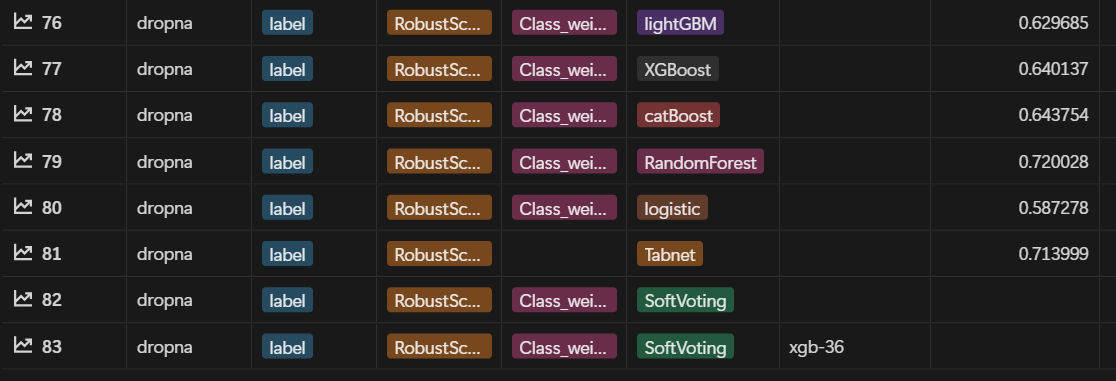 76 dropna label RobustSc... Class_wei... lightGBM 0.629685
77 dropna label RobustSc... Class_wei... XGBoost 0.640137
78 dropna label RobustSc... Class_wei... catBoost 0.643754
79 dropna label RobustSc... Class_wei... RandomForest 0.720028
80 dropna label RobustSc... Class_wei... logistic 0.587278
81 dropna label RobustSc... Tabnet 0.713999
82 dropna label RobustSc... Class_wei... SoftVoting
83 dropna label RobustSc... Class_wei... SoftVoting xgb-36